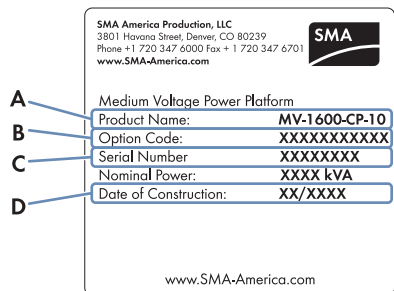 SMA America Production, LLC
3801 Havana Street, Denver, CO 80239
Phone +1 720 347 6000 Fax + 1 720 347 6701
www.SMA-America.com
SMA
Medium Voltage Power Platform
A
Product Name: MV-1600-CP-10
B
Option Code: XXXXXXXXXXX
C
Serial Number XXXXXXXX
Nominal Power: XXXX kVA
D
Date of Construction: XX/XXXX
www.SMA-America.com